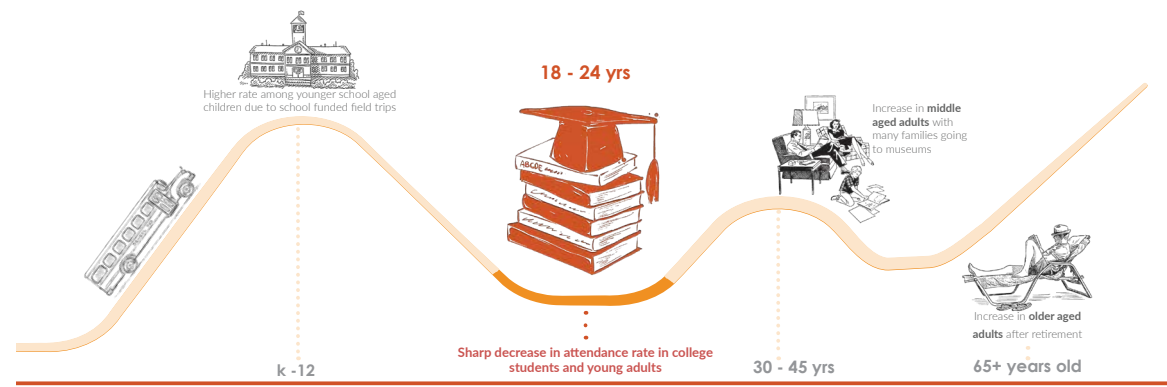 Higher rate among younger school aged
children due to school funded field trips
18 - 24 yrs
ABCDE
Increase in middle
aged adults with
many families going
to museums
Increase in older aged
adults after retirement
Sharp decrease in attendance rate in college
students and young adults
k -12
30 - 45 yrs
65+ years old